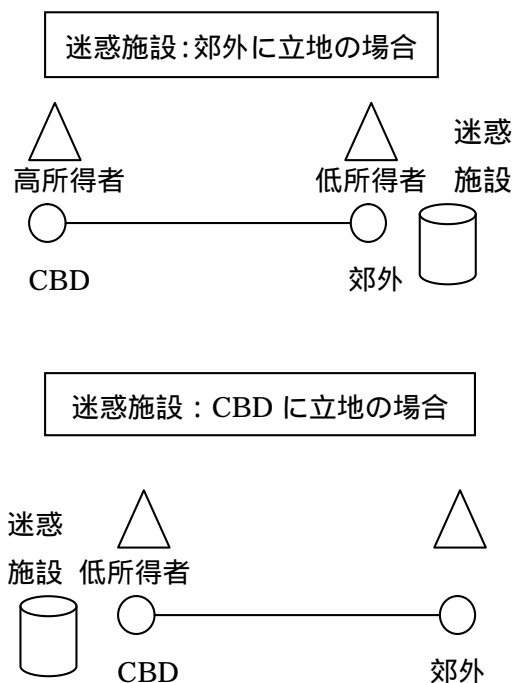 迷惑施設：郊外に立地の場合
迷惑
高所得者 低所得者 施設
CBD 郊外
迷惑施設：CBD に立地の場合
迷惑
施設 低所得者
CBD 郊外